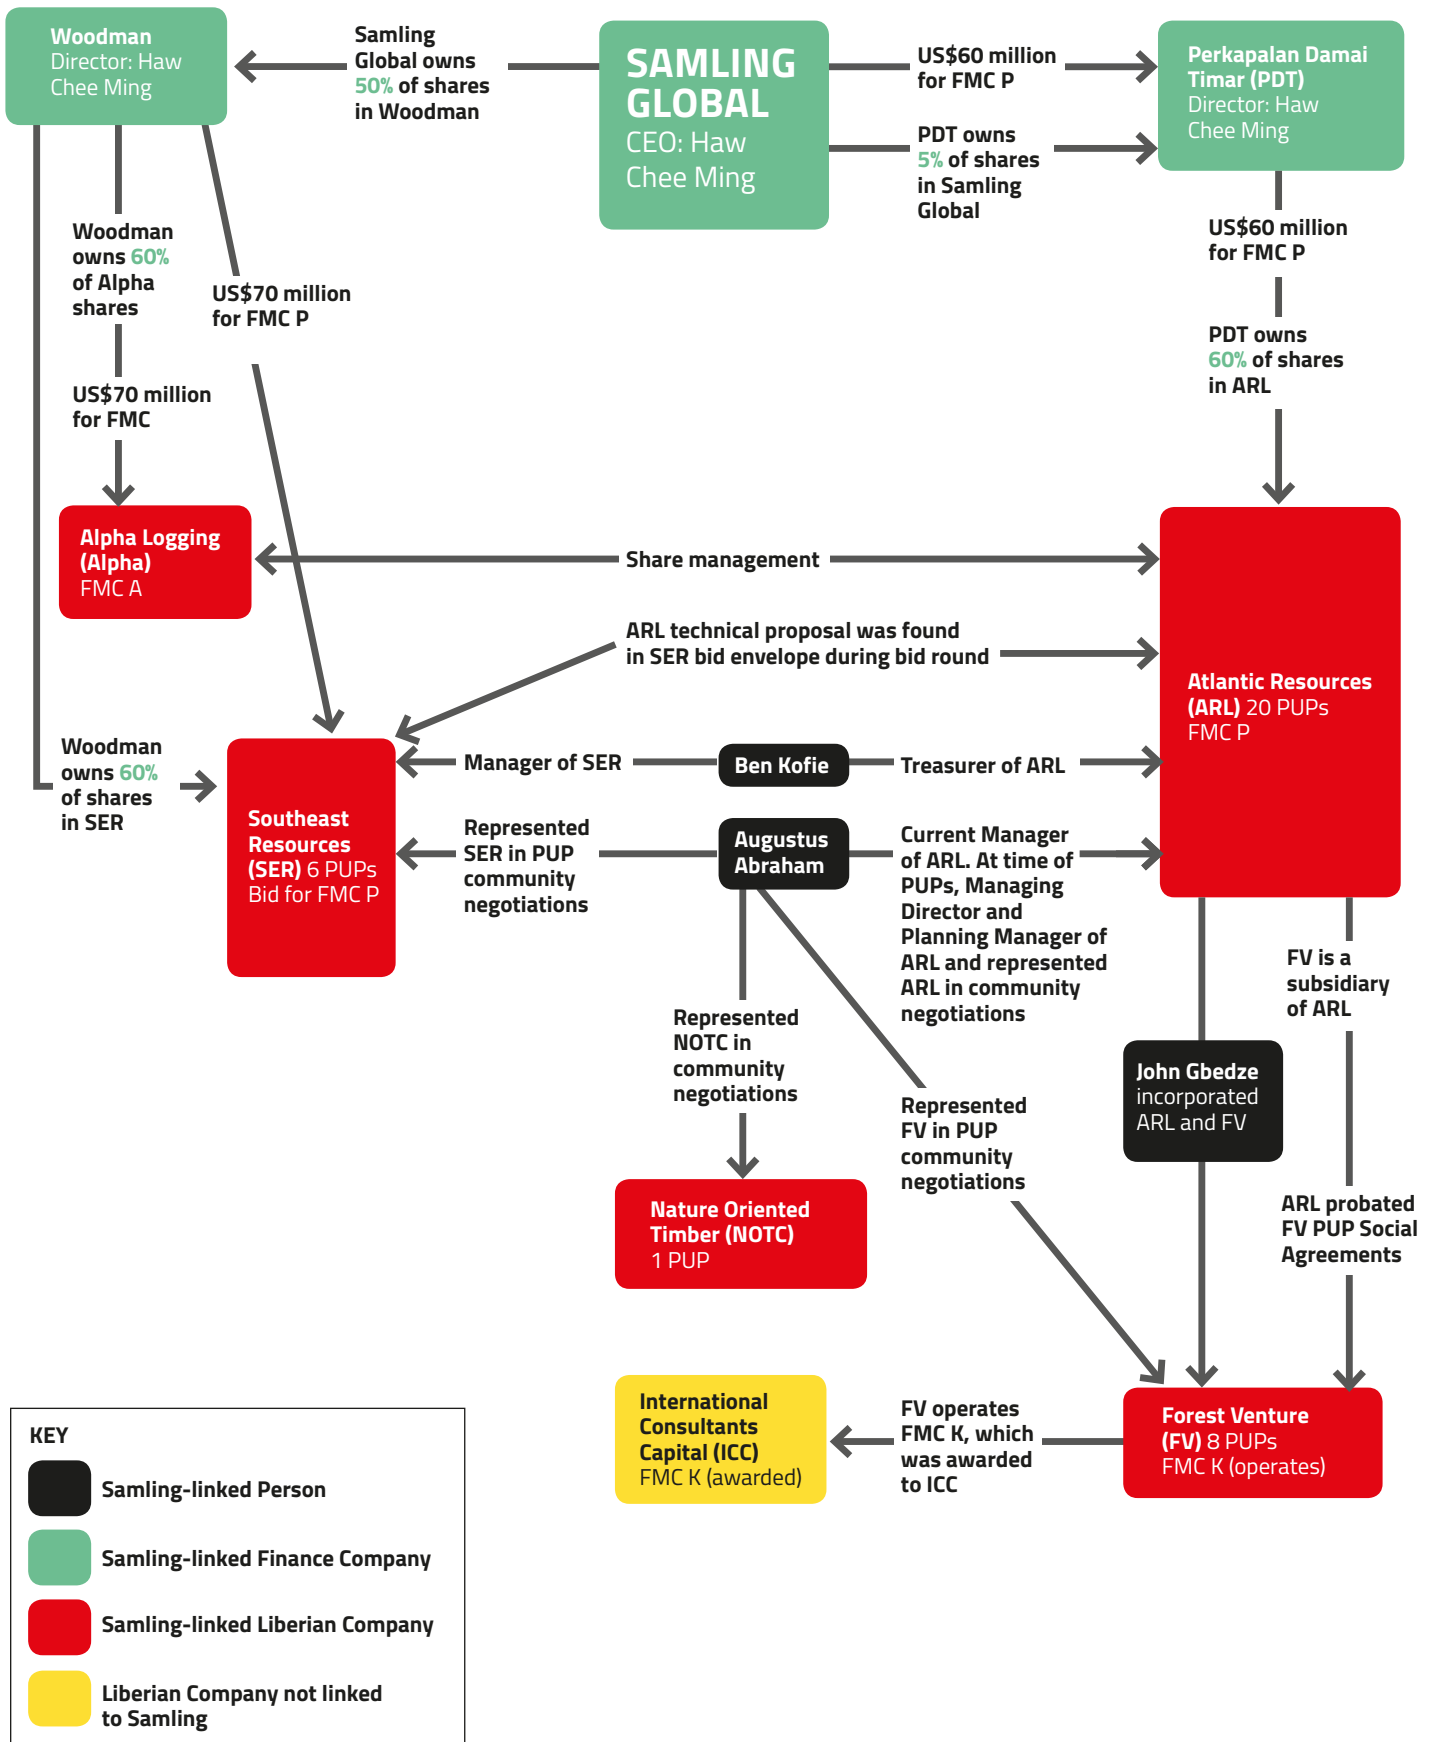 Woodman
Director: Haw
Chee Ming
Samling
Global owns
50% of shares
in Woodman
SAMLING
GLOBAL
CEO: Haw
Chee Ming
US$60 million
for FMC P
PDT owns
5% of shares
in Samling
Global
Perkapalan Damai
Timar (PDT)
Director: Haw
Chee Ming
Woodman
owns 60%
of Alpha
shares
US$70 million
for FMC P
US$70 million
for FMC
US$60 million
for FMC P
PDT owns
60% of shares
in ARL
Alpha Logging
(Alpha)
FMC A
Share management
ARL technical proposal was found
in SER bid envelope during bid round
Atlantic Resources
(ARL) 20 PUPs
FMC P
Woodman
owns 60%
of shares
in SER
Southeast
Resources
(SER) 6 PUPs
Bid for FMC P
Manager of SER
Ben Kofie
Treasurer of ARL
Represented
SER in PUP
community
negotiations
Augustus
Abraham
Current Manager
of ARL. At time of
PUPs, Managing
Director and
Planning Manager of
ARL and represented
ARL in community
negotiations
FV is a
subsidiary
of ARL
Represented
NOTC in
community
negotiations
John Gbedze
incorporated
ARL and FV
Represented
FV in PUP
community
negotiations
ARL probated
FV PUP Social
Agreements
Nature Oriented
Timber (NOTC)
1 PUP
International
Consultants
Capital (ICC)
FMC K (awarded)
FV operates
FMC K, which
was awarded
to ICC
Forest Venture
(FV) 8 PUPs
FMC K (operates)
KEY
Samling-linked Person
Samling-linked Finance Company
Samling-linked Liberian Company
Liberian Company not linked
to Samling